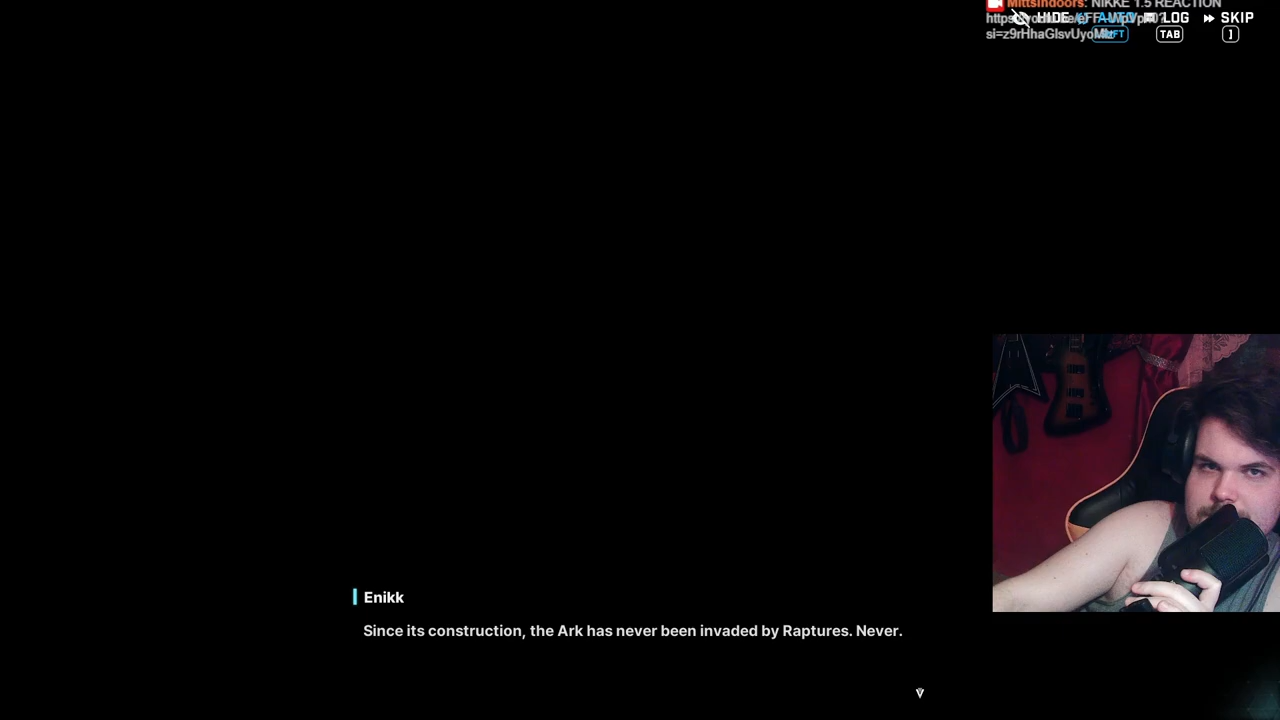 MittsIndoors: NIKKE 1.5 REACTION
HIDE AUTO LOG SKIP
TAB ]
Enikk
Since its construction, the Ark has never been invaded by Raptures. Never.